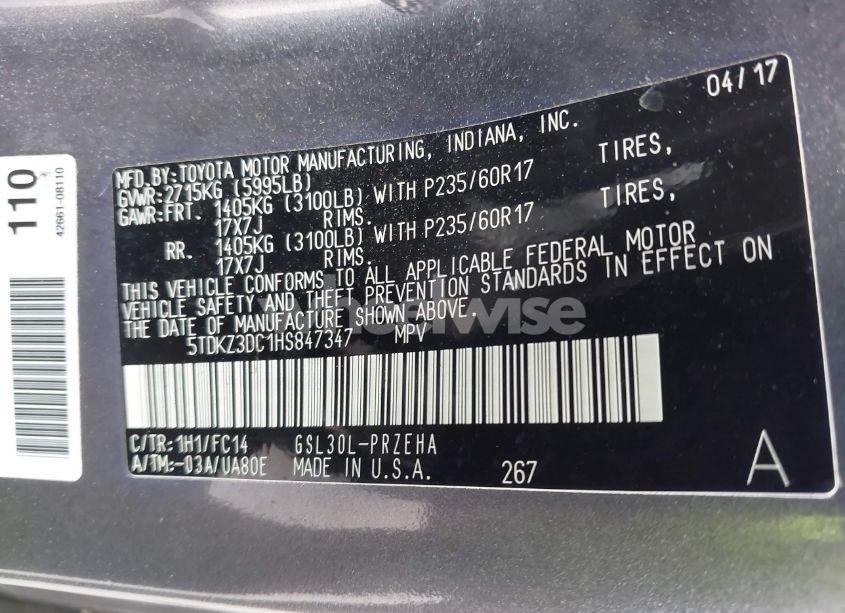 04/17
MFD.BY:TOYOTA MOTOR MANUFACTURING, INDIANA, INC.
GVWR:2715KG (5995LB)
GAWR:FRT. 1405KG (3100LB) WITH P235/60R17 TIRES,
17X7J RIMS.
RR. 1405KG (3100LB) WITH P235/60R17 TIRES,
17X7J RIMS.
THIS VEHICLE CONFORMS TO ALL APPLICABLE FEDERAL MOTOR
VEHICLE SAFETY AND THEFT PREVENTION STANDARDS IN EFFECT ON
THE DATE OF MANUFACTURE SHOWN ABOVE.
5TDKZ3DC1HS847347 MPV
C/TR:1H1/FC14 GSL30L-PRZEHA
A/TM:-03A/UA80E MADE IN U.S.A. 267
A
110
42661-08110
wheelwise